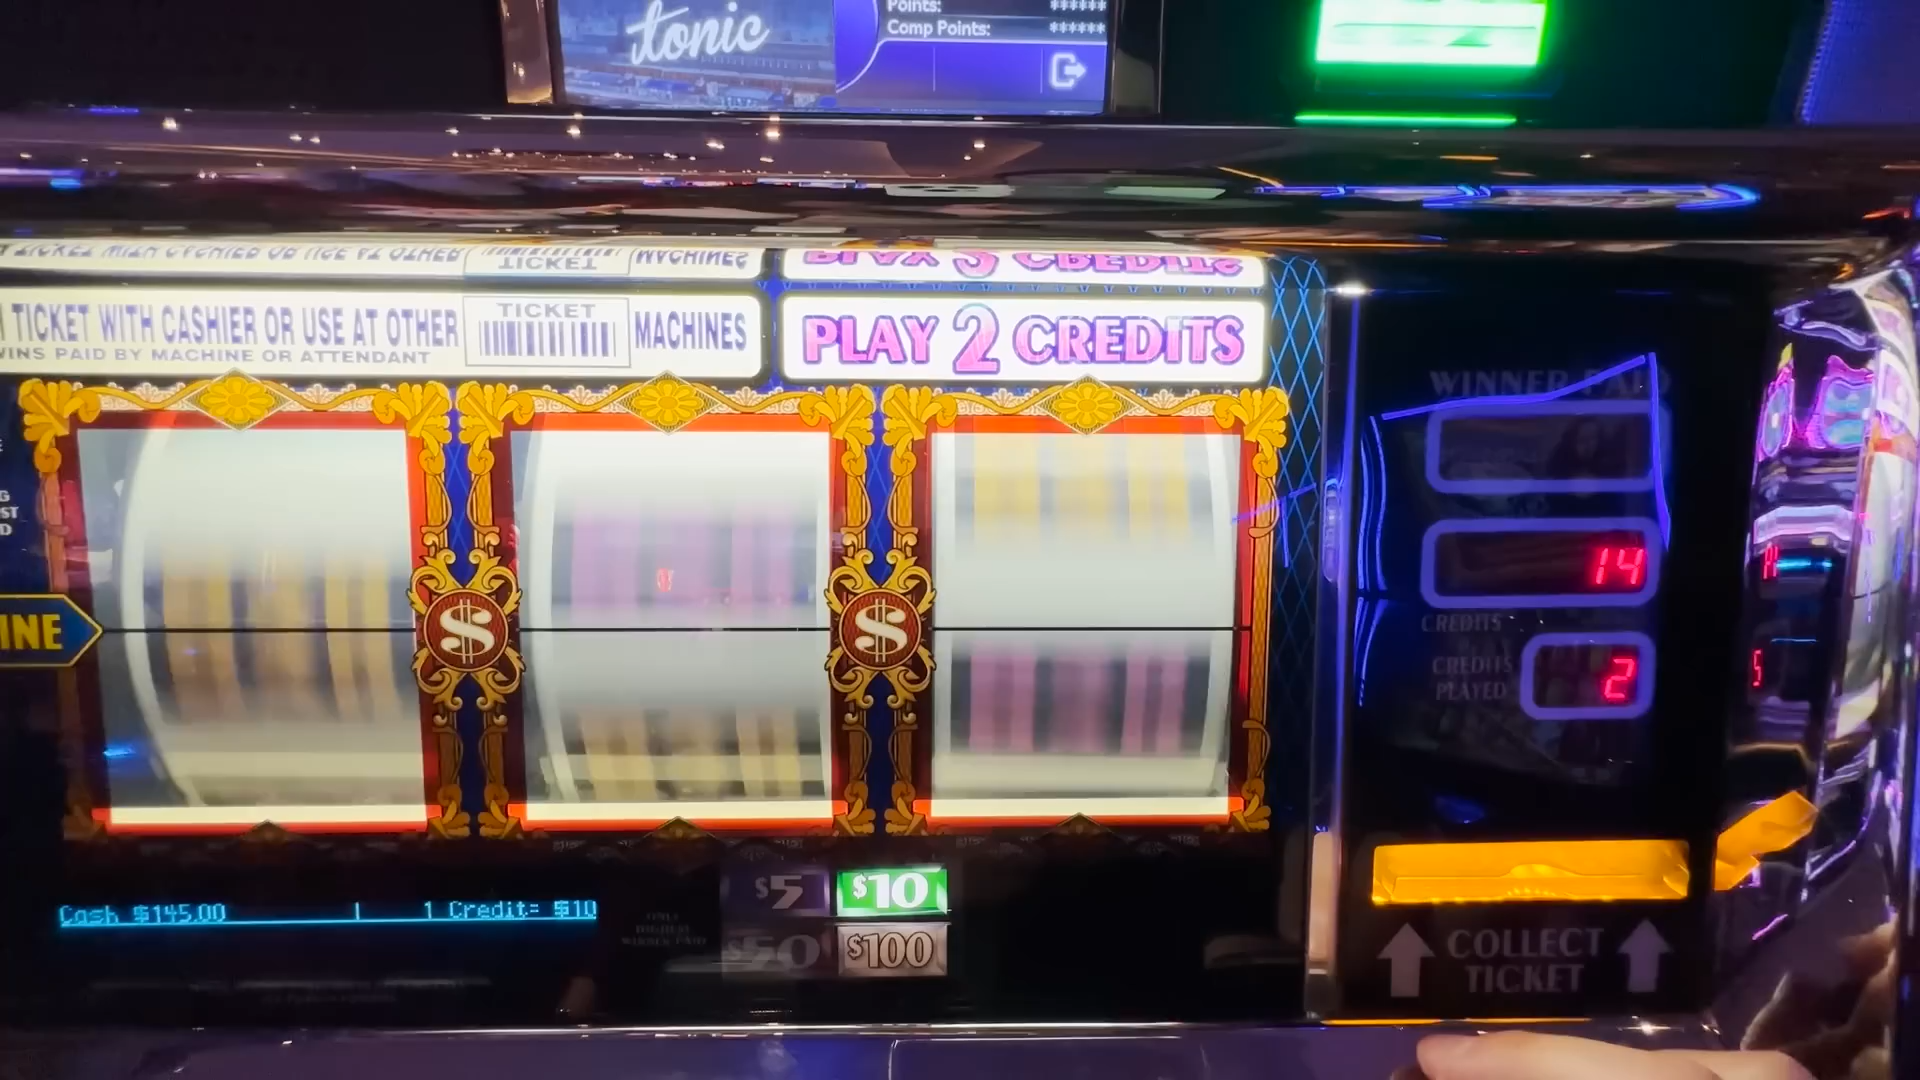 tonic
Points: ******
Comp Points: ******
TICKET WITH CASHIER OR USE AT OTHER
TICKET
MACHINES
WINS PAID BY MACHINE OR ATTENDANT
PLAY 2 CREDITS
WINNER PAID
14
CREDITS
CREDITS
PLAYED
2
INE
$
$
Cash $145.00 | 1 Credit= $10
$5
$10
$50
$100
COLLECT
TICKET